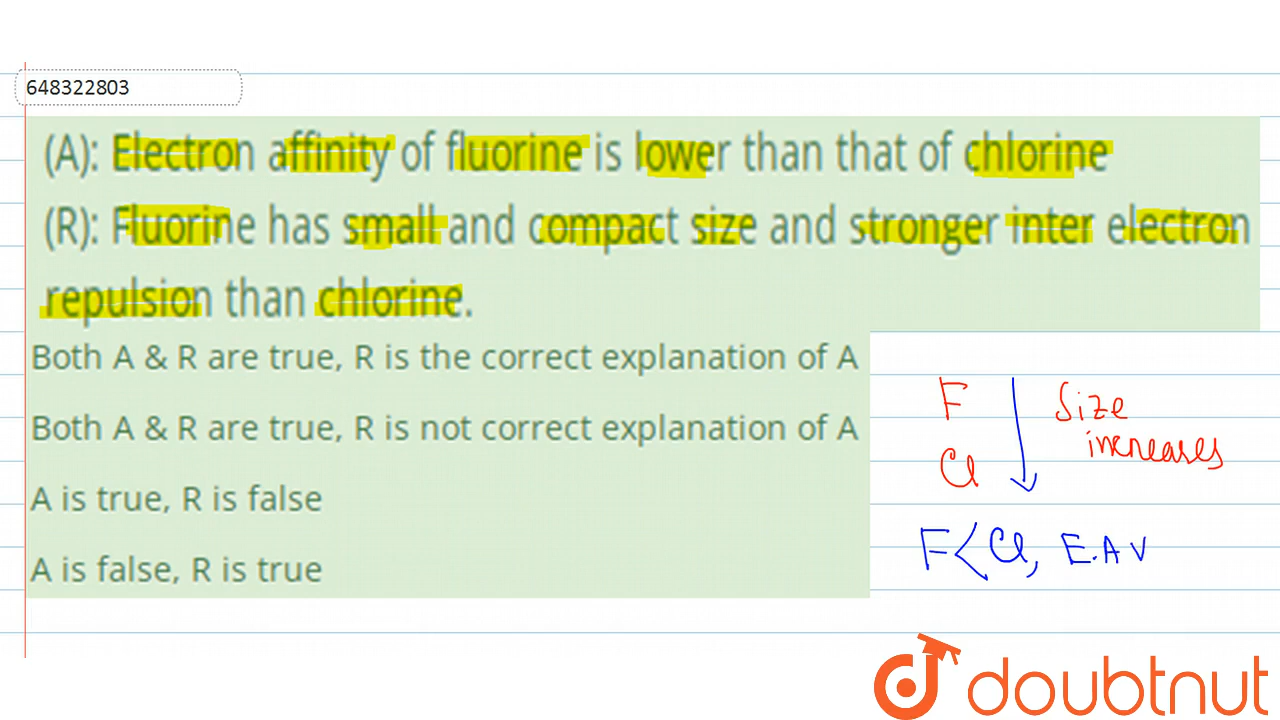 648322803
(A): Electron affinity of fluorine is lower than that of chlorine
(R): Fluorine has small and compact size and stronger inter electron
repulsion than chlorine.
Both A & R are true, R is the correct explanation of A
Both A & R are true, R is not correct explanation of A
A is true, R is false
A is false, R is true
F
Cl
Size
increases
F < Cl, E.A V
doubtnut